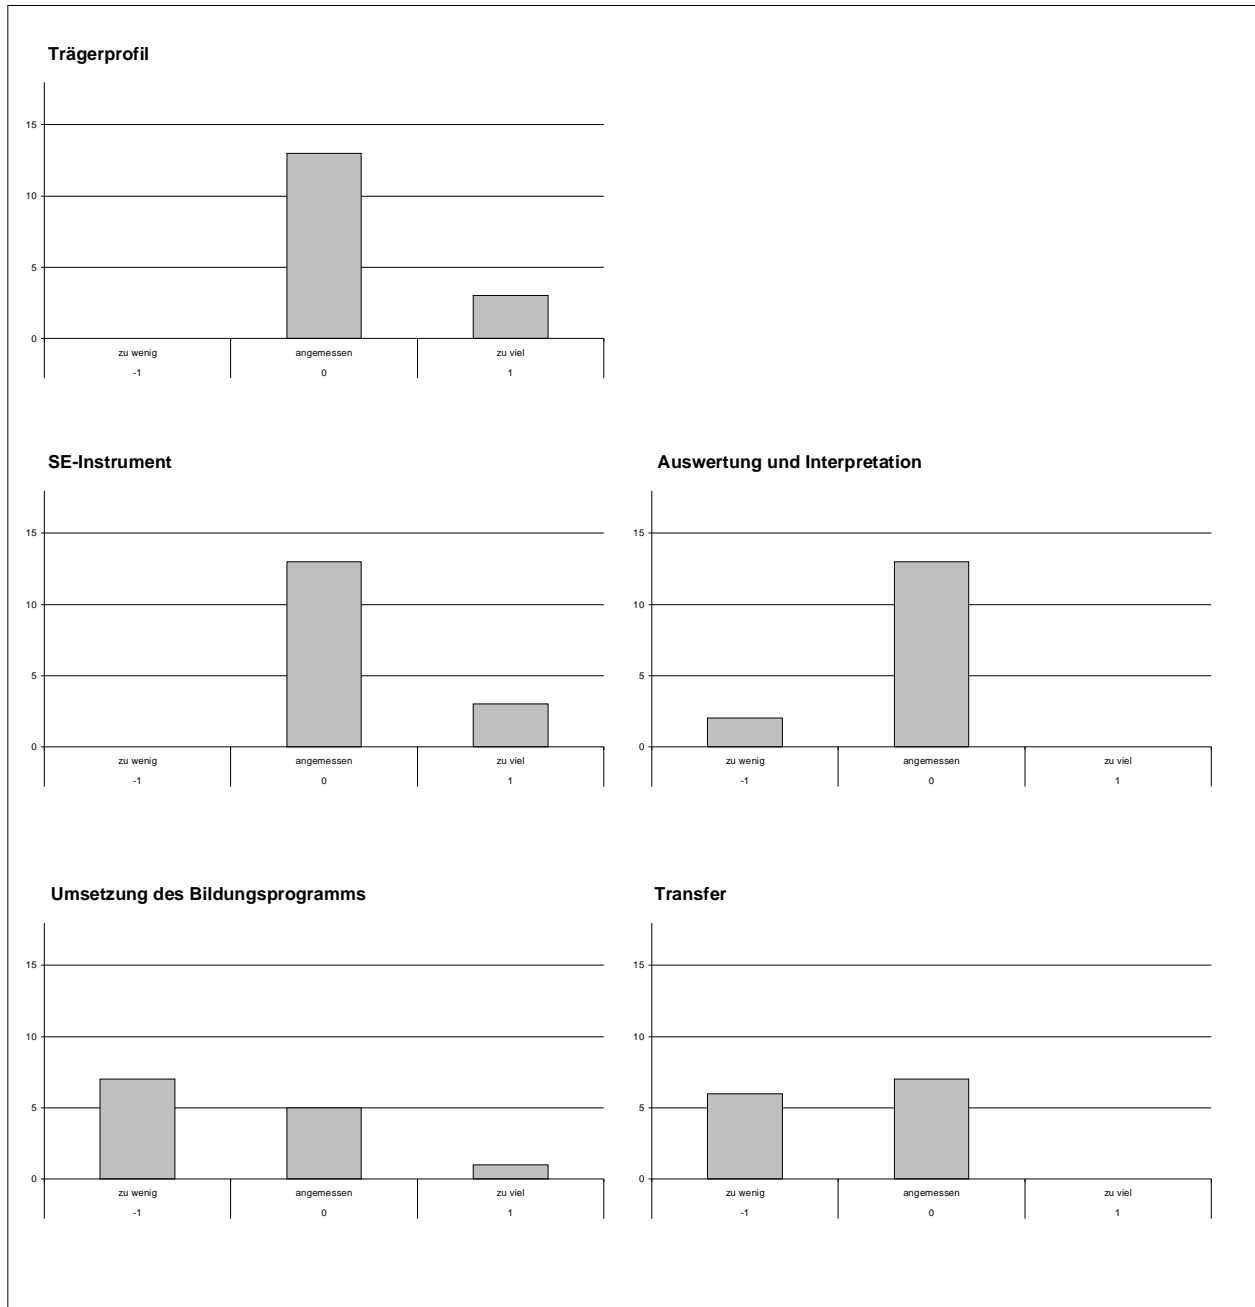 Trägerprofil
15
10
5
0
zu wenig angemessen zu viel
-1 0 1
SE-Instrument
15
10
5
0
zu wenig angemessen zu viel
-1 0 1
Auswertung und Interpretation
15
10
5
0
zu wenig angemessen zu viel
-1 0 1
Umsetzung des Bildungsprogramms
15
10
5
0
zu wenig angemessen zu viel
-1 0 1
Transfer
15
10
5
0
zu wenig angemessen zu viel
-1 0 1